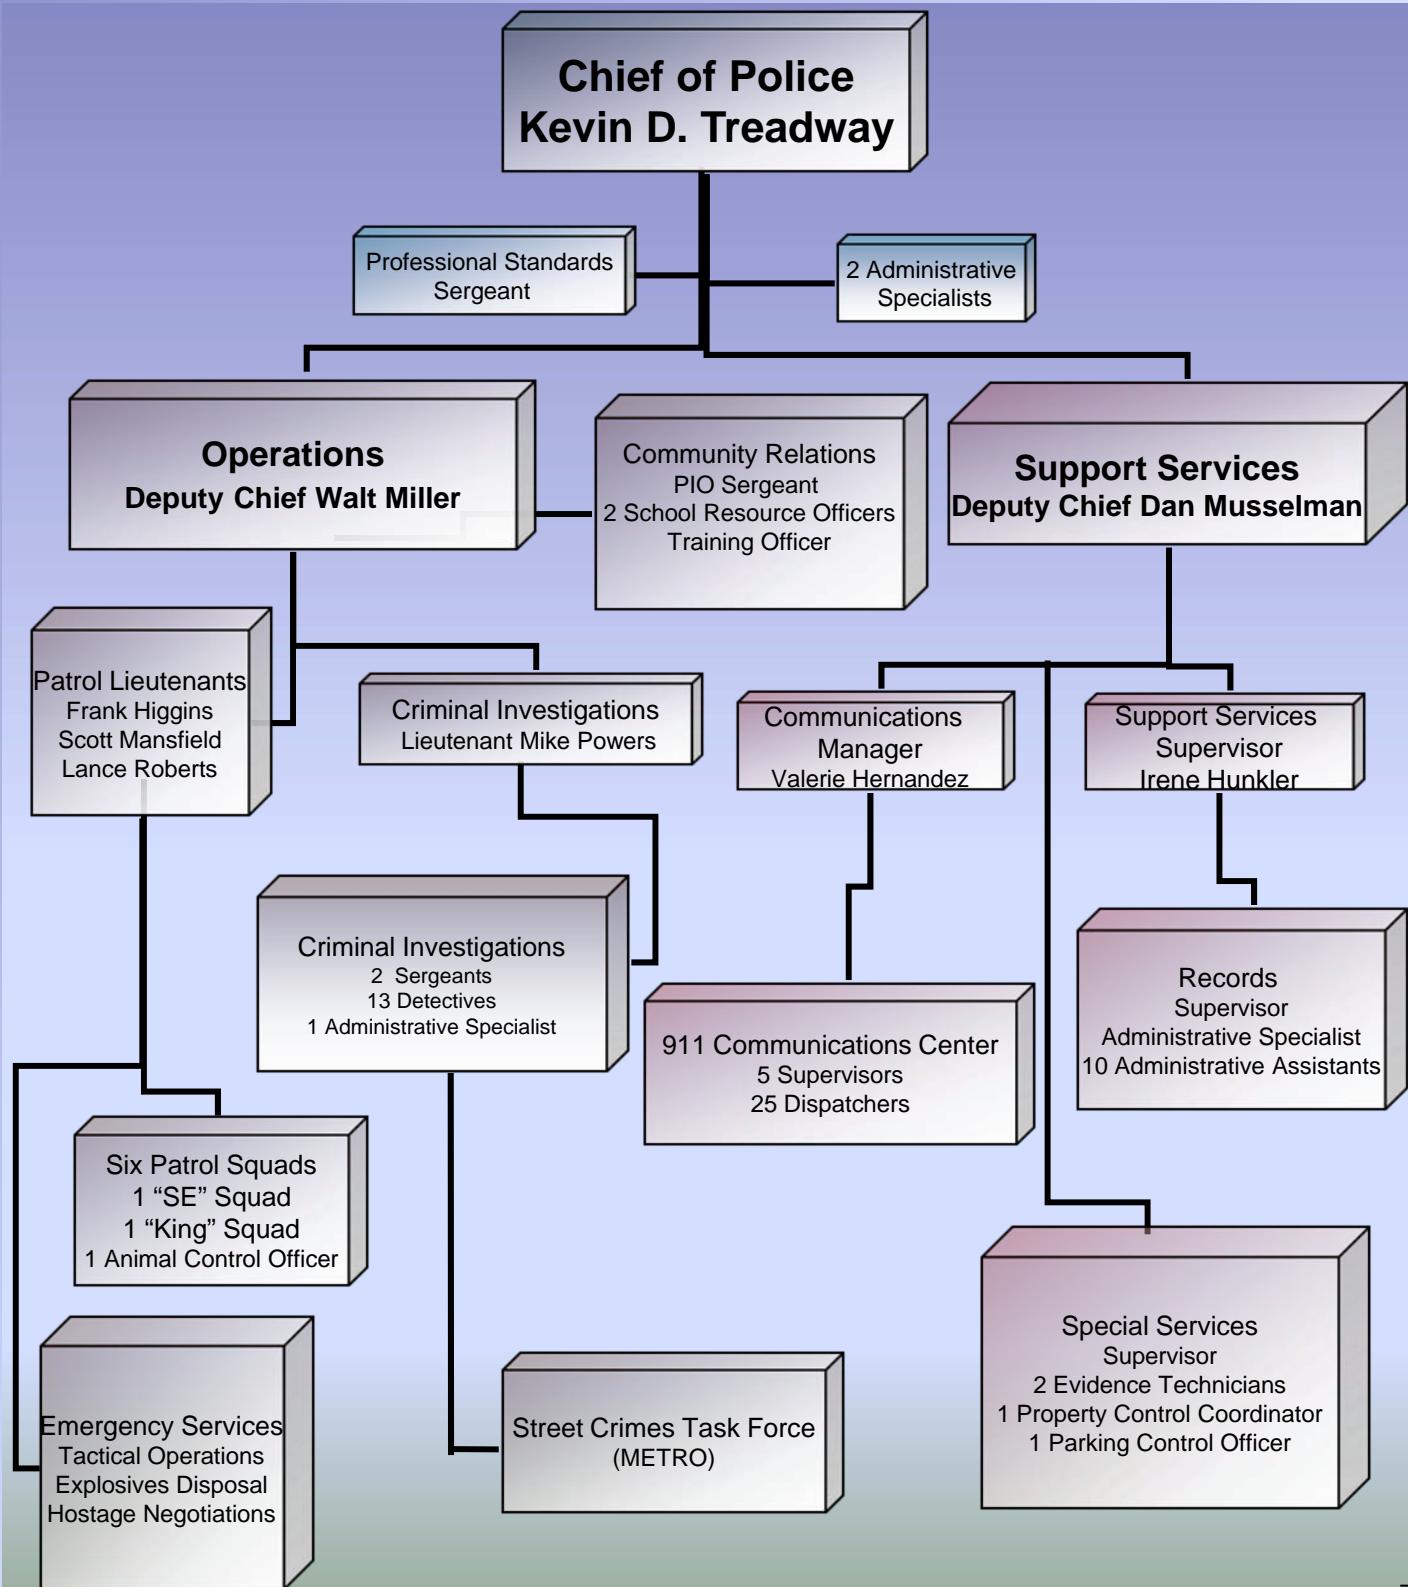 Chief of Police
Kevin D. Treadway
Professional Standards
Sergeant
2 Administrative
Specialists
Operations
Deputy Chief Walt Miller
Community Relations
PIO Sergeant
2 School Resource Officers
Training Officer
Support Services
Deputy Chief Dan Musselman
Patrol Lieutenants
Frank Higgins
Scott Mansfield
Lance Roberts
Criminal Investigations
Lieutenant Mike Powers
Communications
Manager
Valerie Hernandez
Support Services
Supervisor
Irene Hunkler
Criminal Investigations
2 Sergeants
13 Detectives
1 Administrative Specialist
911 Communications Center
5 Supervisors
25 Dispatchers
Records
Supervisor
Administrative Specialist
10 Administrative Assistants
Six Patrol Squads
1 “SE” Squad
1 “King” Squad
1 Animal Control Officer
Emergency Services
Tactical Operations
Explosives Disposal
Hostage Negotiations
Street Crimes Task Force
(METRO)
Special Services
Supervisor
2 Evidence Technicians
1 Property Control Coordinator
1 Parking Control Officer